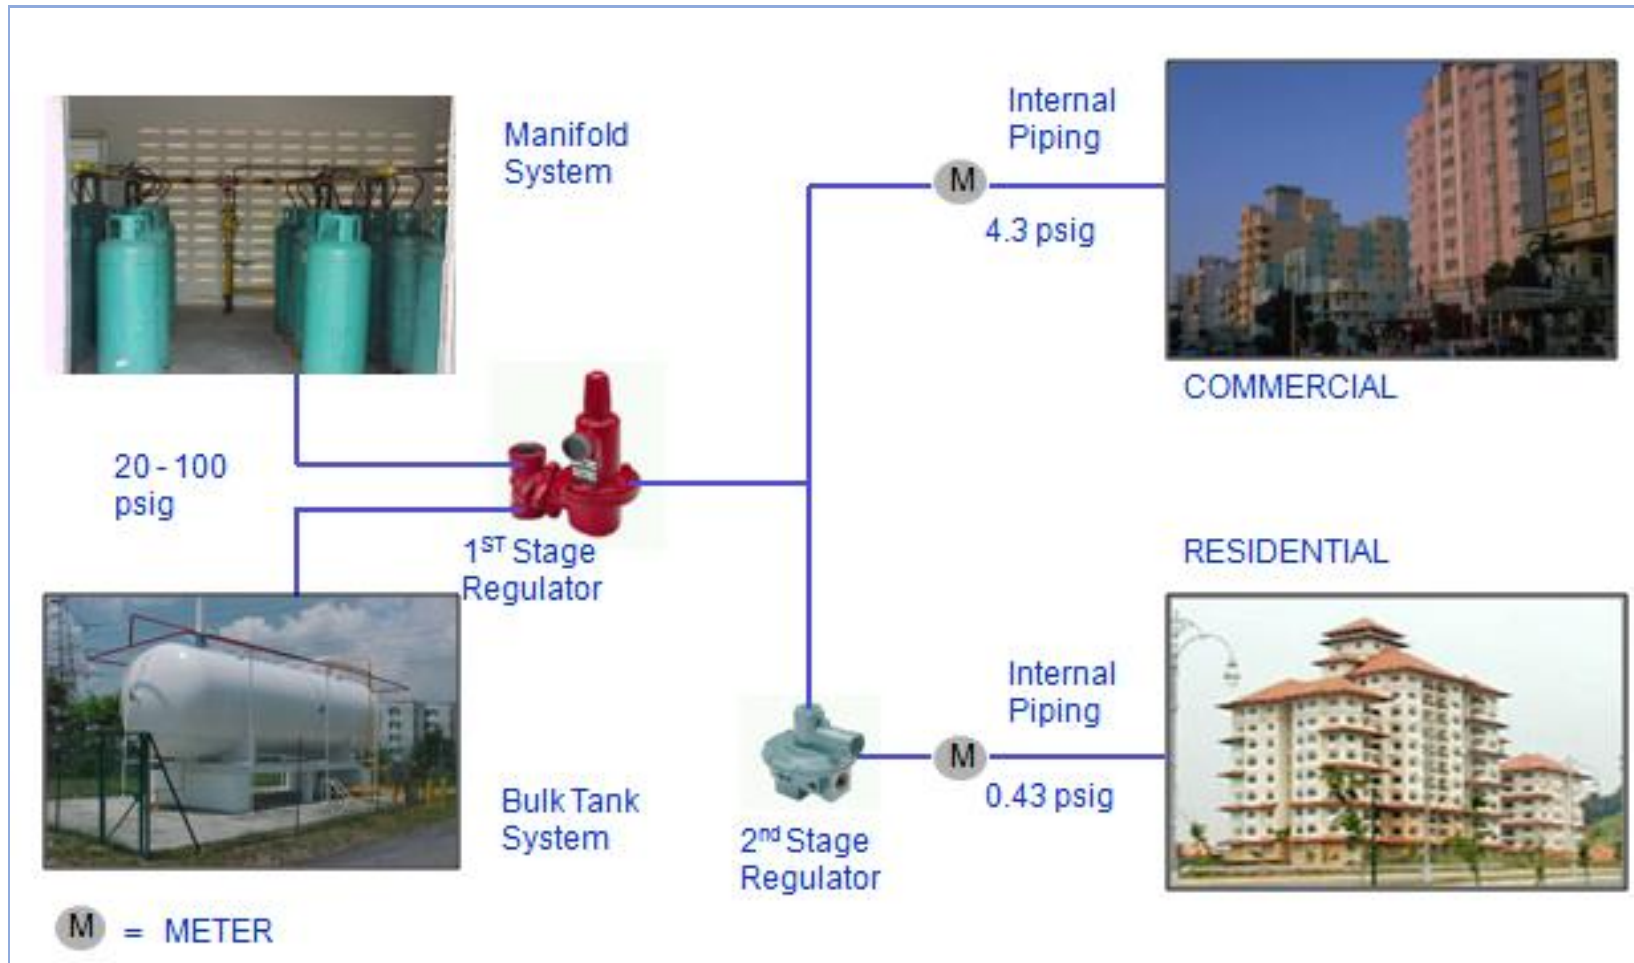 Manifold
System
Internal
Piping
M
4.3 psig
COMMERCIAL
20 - 100
psig
1ST Stage
Regulator
RESIDENTIAL
Internal
Piping
M
0.43 psig
Bulk Tank
System
2nd Stage
Regulator
M = METER